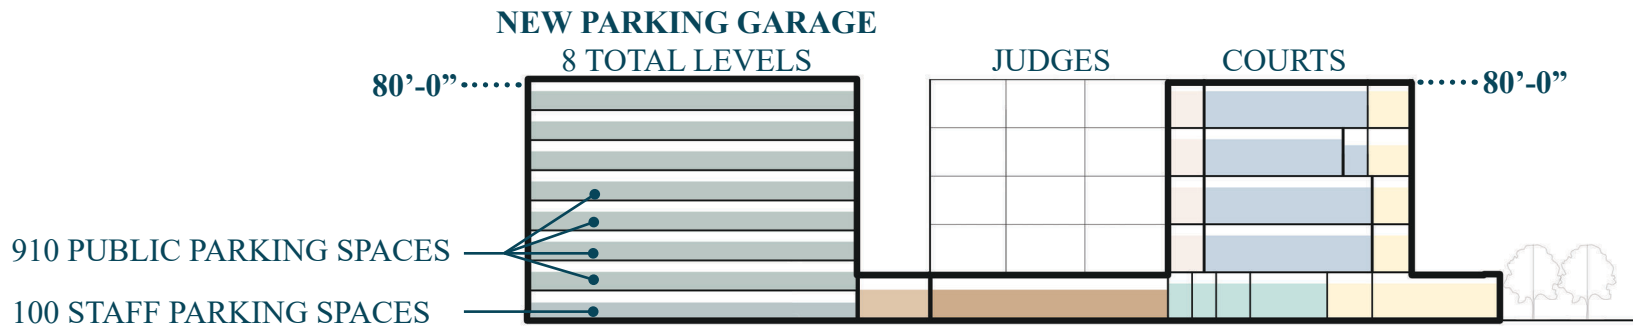 NEW PARKING GARAGE
8 TOTAL LEVELS
JUDGES
COURTS
80’-0”
80’-0”
910 PUBLIC PARKING SPACES
100 STAFF PARKING SPACES